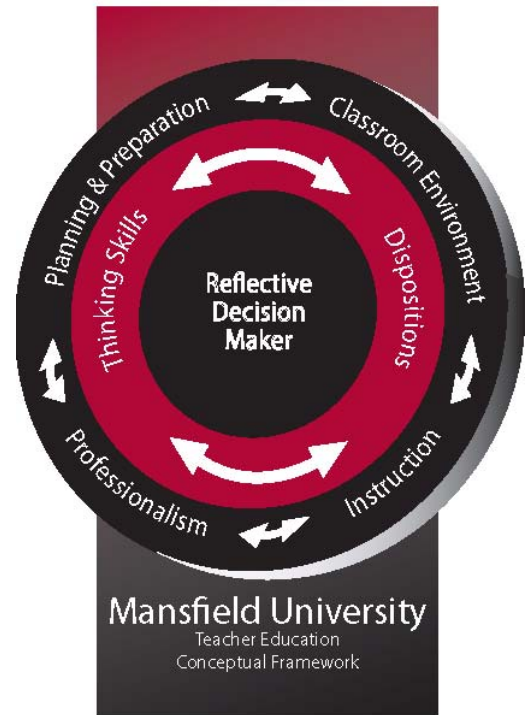 Planning & Preparation
Classroom Environment
Thinking Skills
Dispositions
Reflective
Decision
Maker
Professionalism
Instruction
Mansfield University
Teacher Education
Conceptual Framework